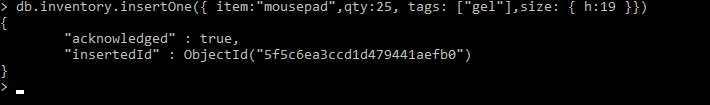 > db.inventory.insertOne({ item:"mousepad",qty:25, tags: ["gel"],size: { h:19 }})
{
        "acknowledged" : true,
        "insertedId" : ObjectId("5f5c6ea3ccd1d479441aefb0")
}
>